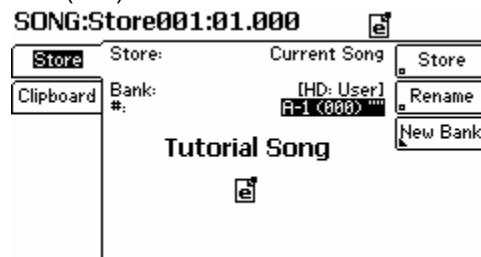 SONG:Store001:01.000 e
Store Store: Current Song Store
Clipboard Bank: [HD: User] Rename
#: A-1 (000) ""
New Bank
Tutorial Song
e